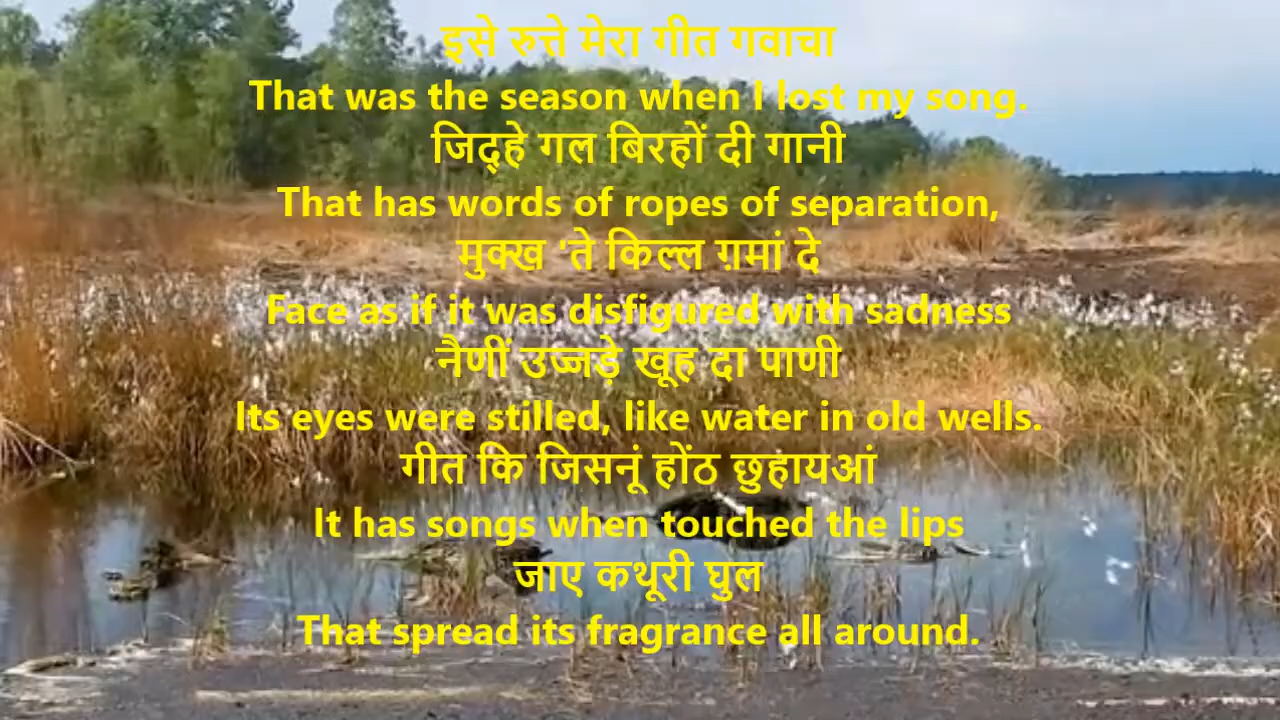 इसे रुत्ते मेरा गीत गवाचा
That was the season when I lost my song.
जिद्हे गल बिरहों दी गानी
That has words of ropes of separation,
मुक्ख 'ते किल्ल ग़मां दे
Face as if it was disfigured with sadness
नैणीं उज्जड़े खूह दा पाणी
Its eyes were stilled, like water in old wells.
गीत कि जिसनूं होंठ छुहायआं
It has songs when touched the lips
जाए कथूरी घुल
That spread its fragrance all around.